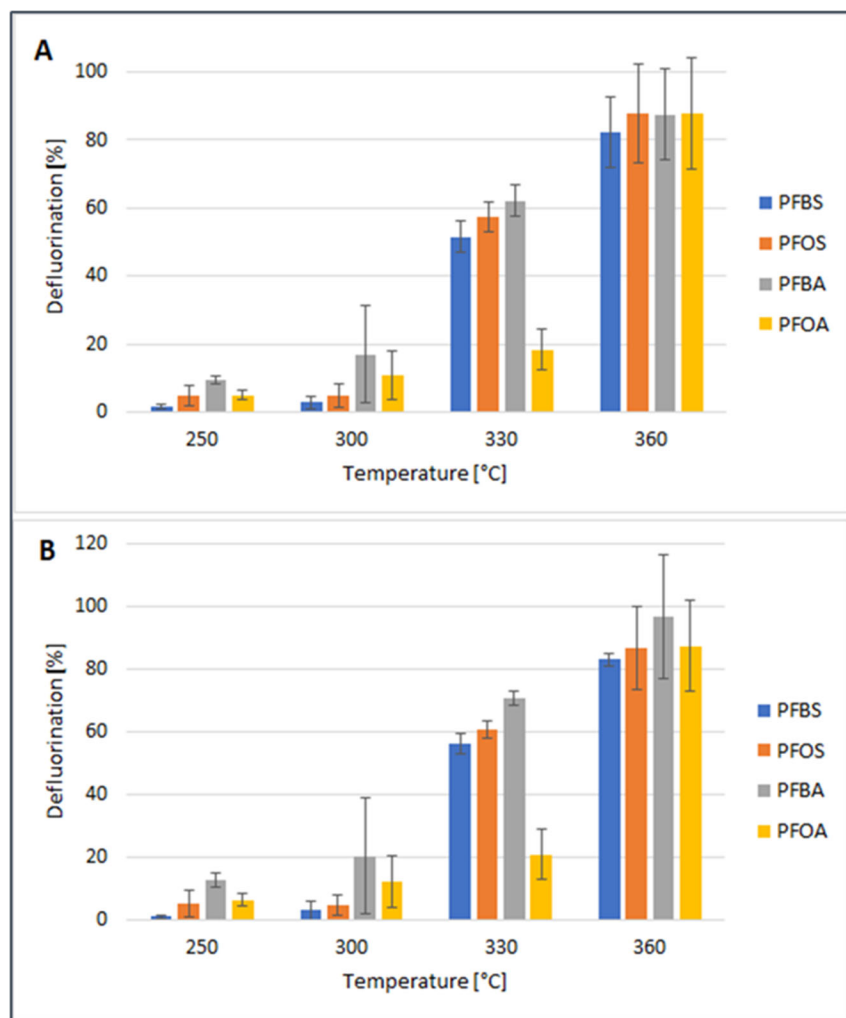 A
100
80
60
40
20
0
Defluorination [%]
250 300 330 360
Temperature [°C]
PFBS
PFOS
PFBA
PFOA
B
120
100
80
60
40
20
0
Defluorination [%]
250 300 330 360
Temperature [°C]
PFBS
PFOS
PFBA
PFOA